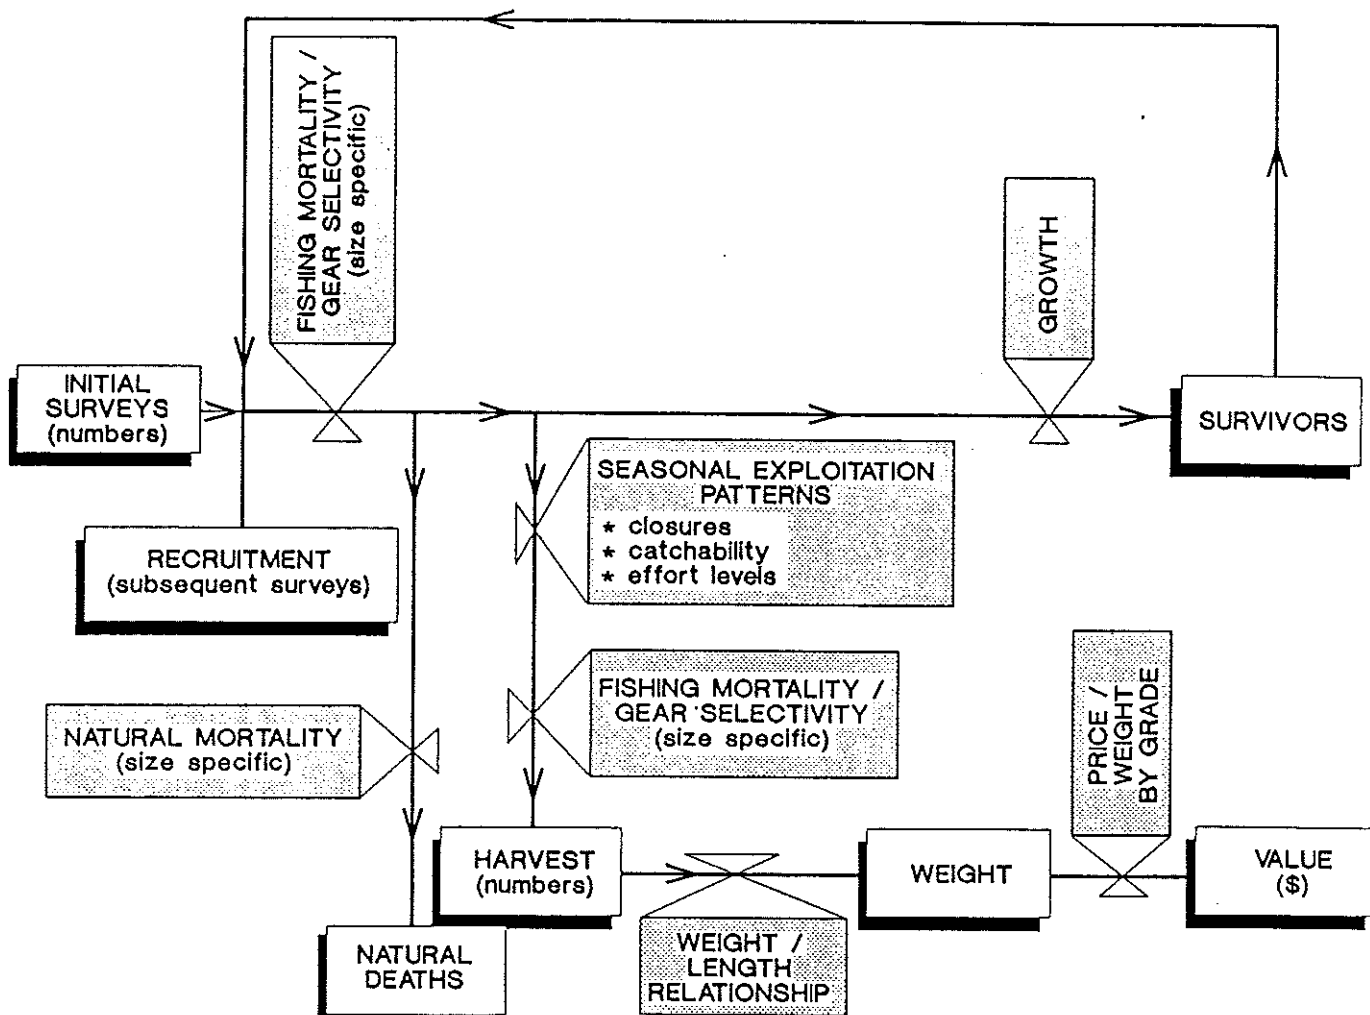 FISHING MORTALITY /
GEAR SELECTIVITY
(size specific)
GROWTH
INITIAL
SURVEYS
(numbers)
SURVIVORS
SEASONAL EXPLOITATION
PATTERNS
* closures
* catchability
* effort levels
RECRUITMENT
(subsequent surveys)
NATURAL MORTALITY
(size specific)
FISHING MORTALITY /
GEAR SELECTIVITY
(size specific)
PRICE /
WEIGHT
BY GRADE
HARVEST
(numbers)
WEIGHT
VALUE
($)
NATURAL
DEATHS
WEIGHT /
LENGTH
RELATIONSHIP